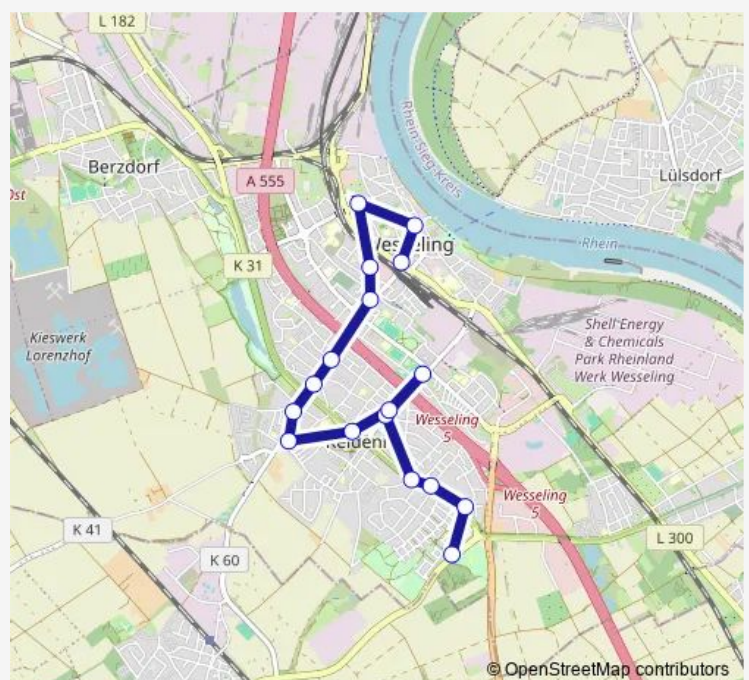 L 182
Berzdorf
A 555
Rhein-Sieg-Kreis
Lülsdorf
Ost
Wesseling
Rhein
K 31
Kieswerk
Lorenzhof
Shell Energy
& Chemicals
Park Rheinland
Werk Wesseling
Wesseling
5
Wesseling
5
K 41
K 60
L 300
© OpenStreetMap contributors